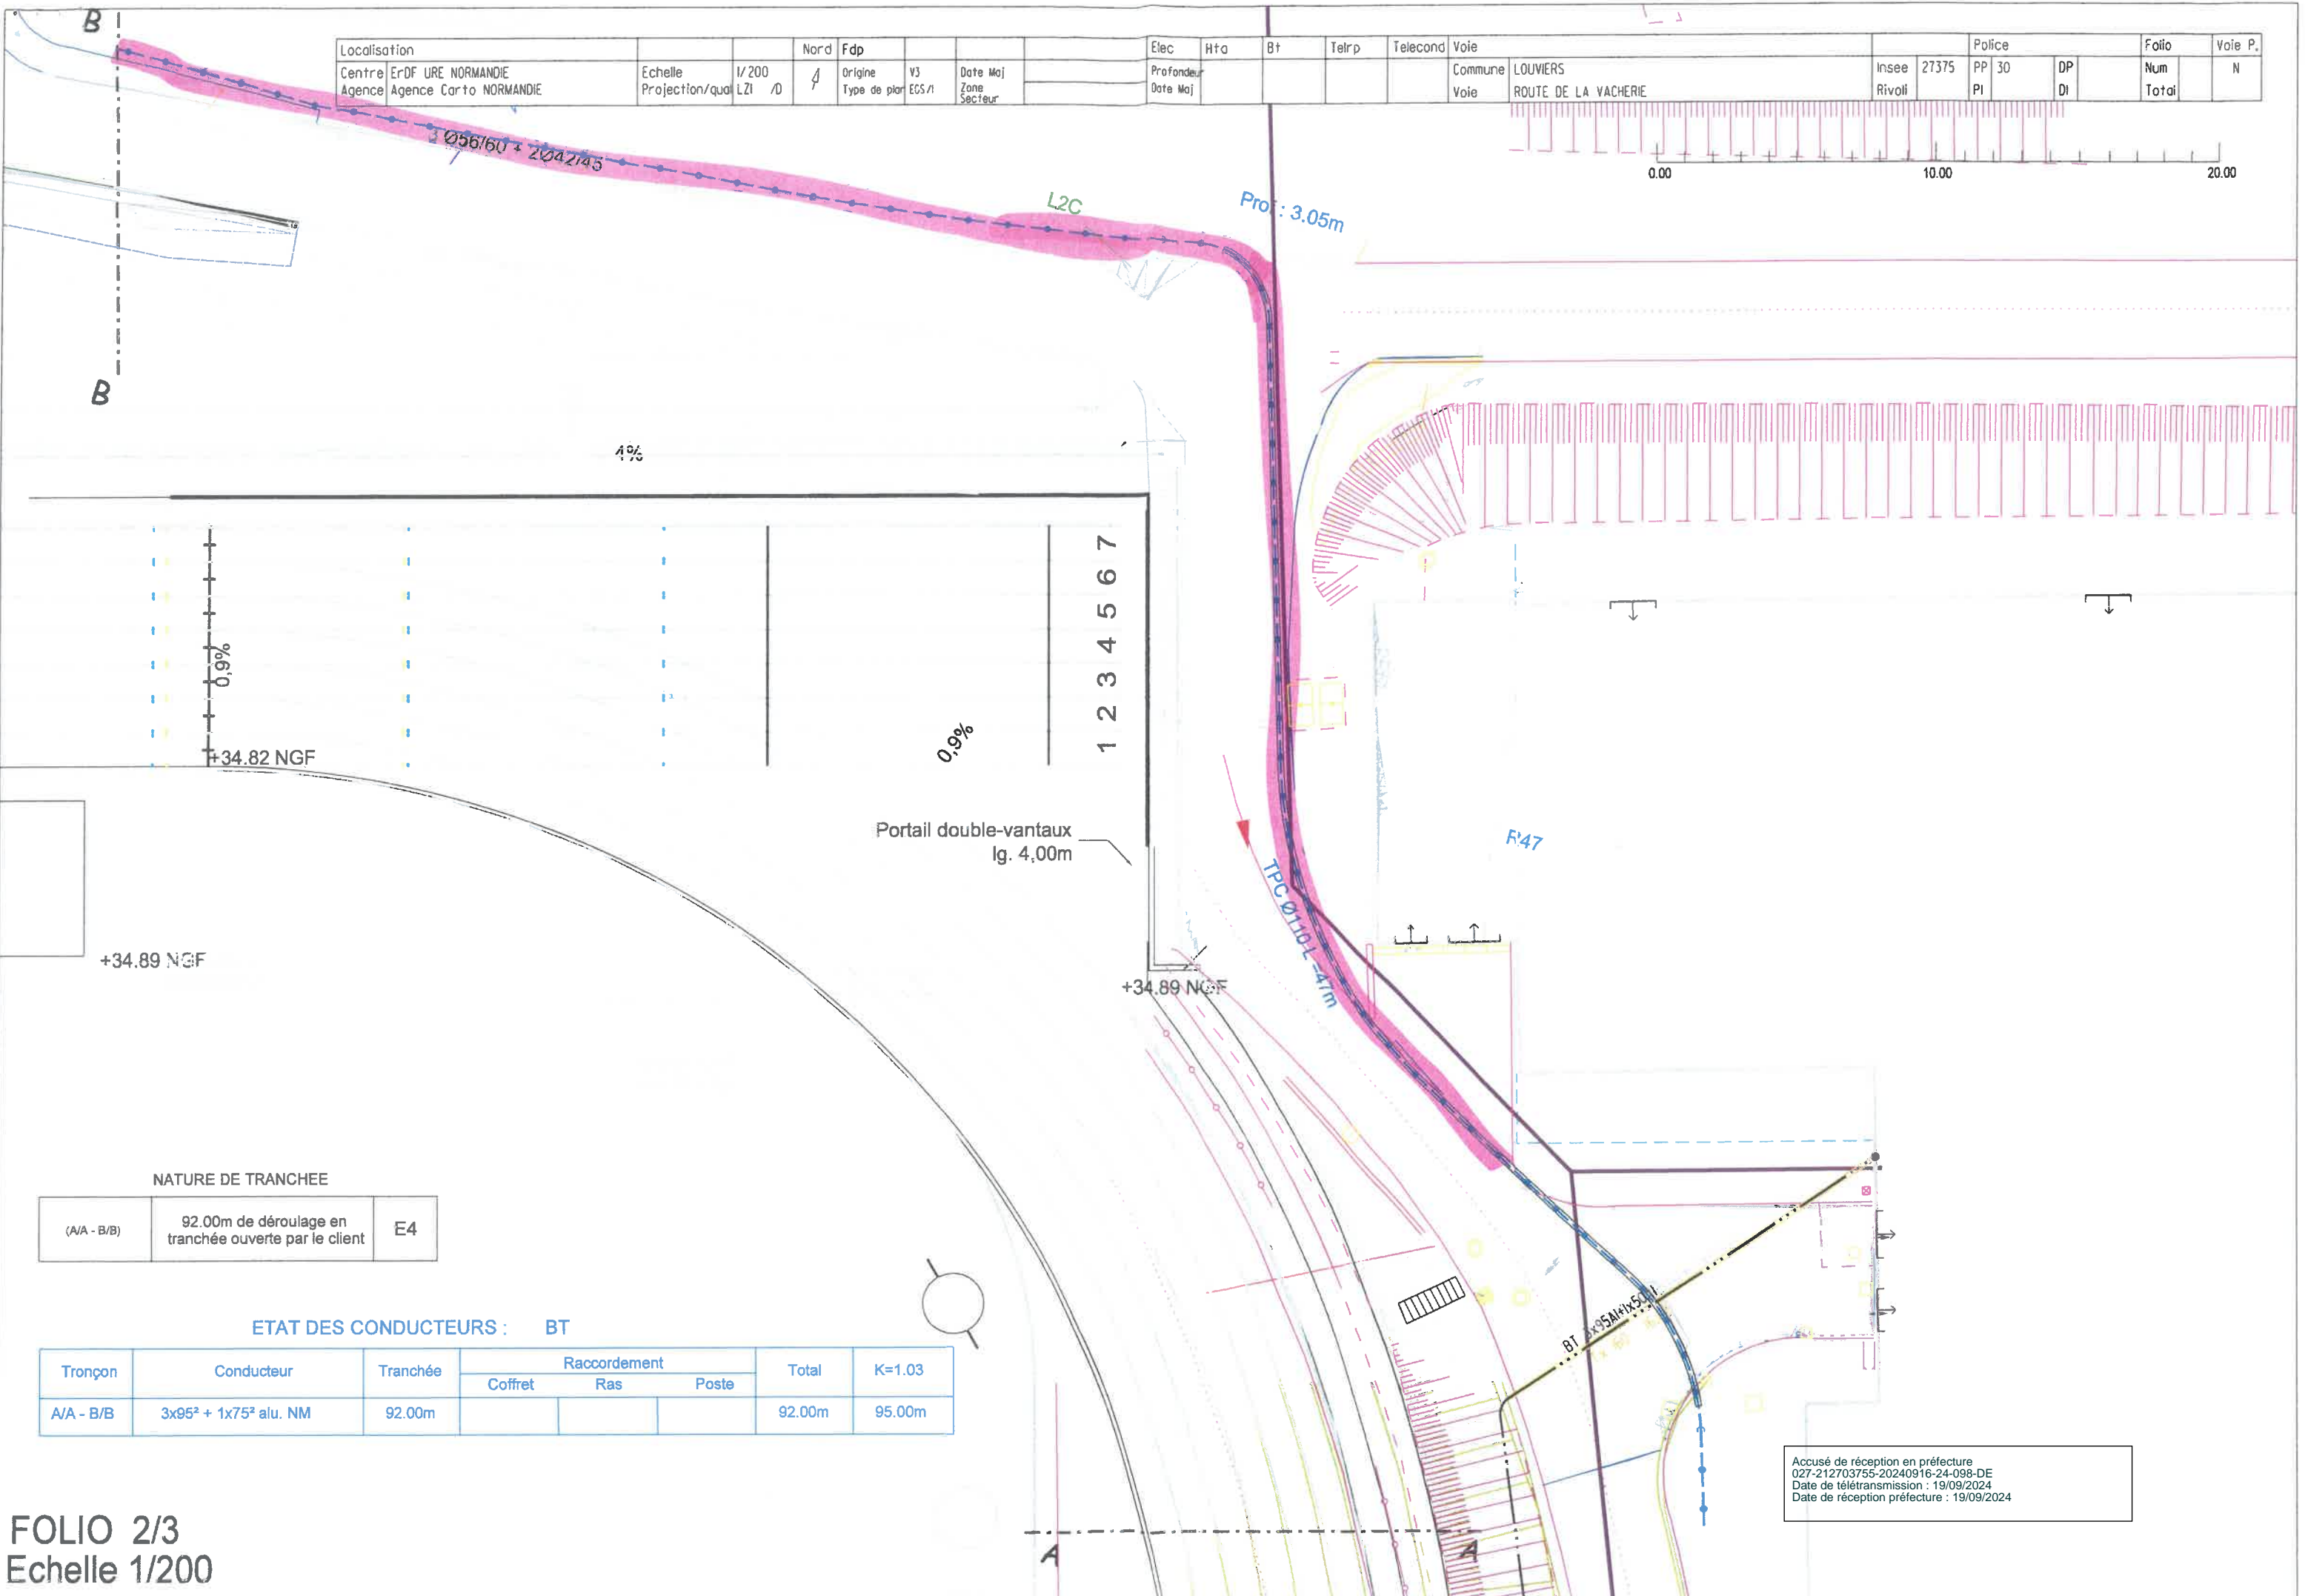 B
Localisation Nord Fdp
Centre ErDF URE NORMANDIE Echelle 1/200 Origine V3 Date Maj
Agence Agence Carto NORMANDIE Projection/qual LZ1 /D Type de plan EGS/1 Zone
Secteur
Elec Hta Bt Telrp Telecond Voie Police Folio Voie P.
Profondeur Commune LOUVIERS Insee 27375 PP 30 DP Num N
Date Maj Voie ROUTE DE LA VACHERIE Rivoli PI DI Total
0.00 10.00 20.00
3 Ø56/60 + 2Ø42/45
L2C
Prof : 3.05m
B
4%
7
6
5
4
3
2
1
0,9%
0,9%
+34.82 NGF
Portail double-vantaux
lg. 4,00m
R47
TPC Ø110 L =47m
+34.89 NGF
+34.89 NGF
NATURE DE TRANCHEE
(A/A - B/B) 92.00m de déroulage en tranchée ouverte par le client E4
ETAT DES CONDUCTEURS : BT
Tronçon Conducteur Tranchée Raccordement Total K=1.03
Coffret Ras Poste
A/A - B/B 3x95² + 1x75² alu. NM 92.00m 92.00m 95.00m
BT 3x95Al+1x50Al
Accusé de réception en préfecture
027-212703755-20240916-24-098-DE
Date de télétransmission : 19/09/2024
Date de réception préfecture : 19/09/2024
A
A
FOLIO 2/3
Echelle 1/200